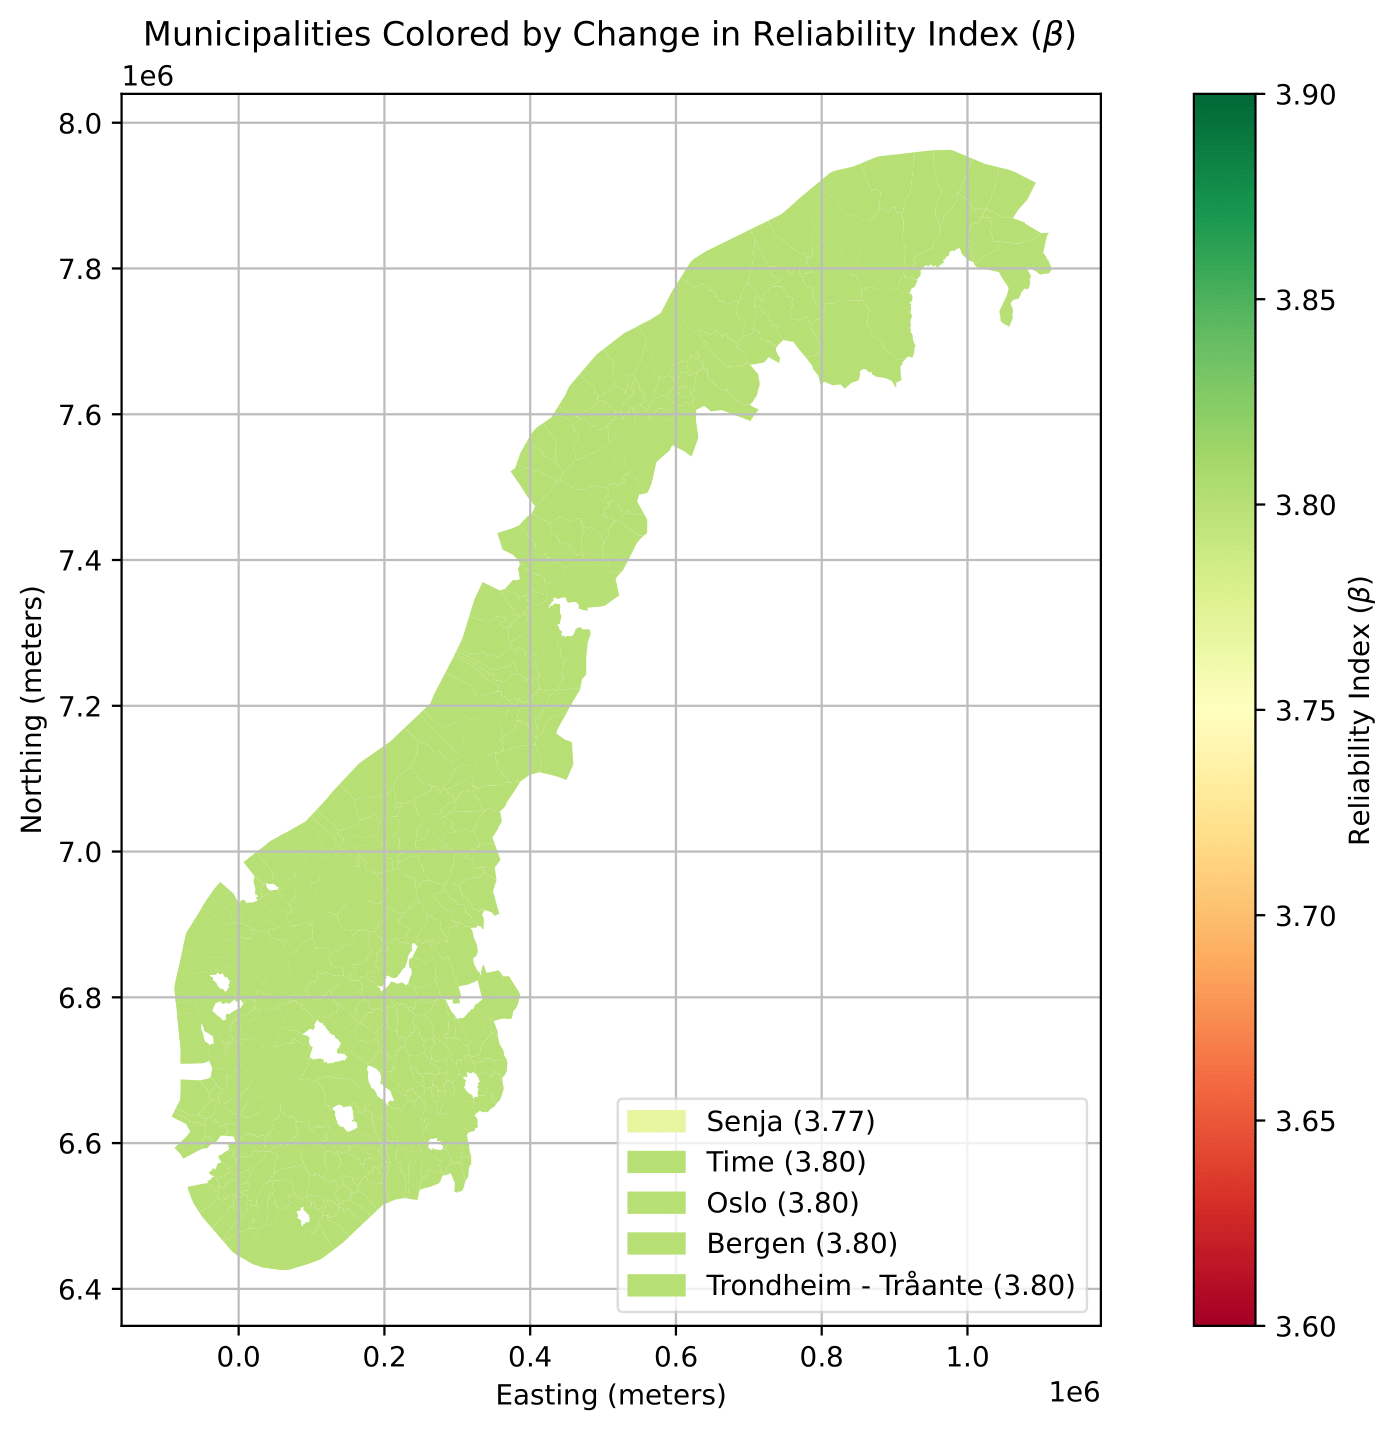 Municipalities Colored by Change in Reliability Index (β)
1e6
8.0
7.8
7.6
7.4
7.2
7.0
6.8
6.6
6.4
Northing (meters)
0.0
0.2
0.4
0.6
0.8
1.0
1e6
Easting (meters)
Senja (3.77)
Time (3.80)
Oslo (3.80)
Bergen (3.80)
Trondheim - Tråante (3.80)
3.90
3.85
3.80
3.75
3.70
3.65
3.60
Reliability Index (β)